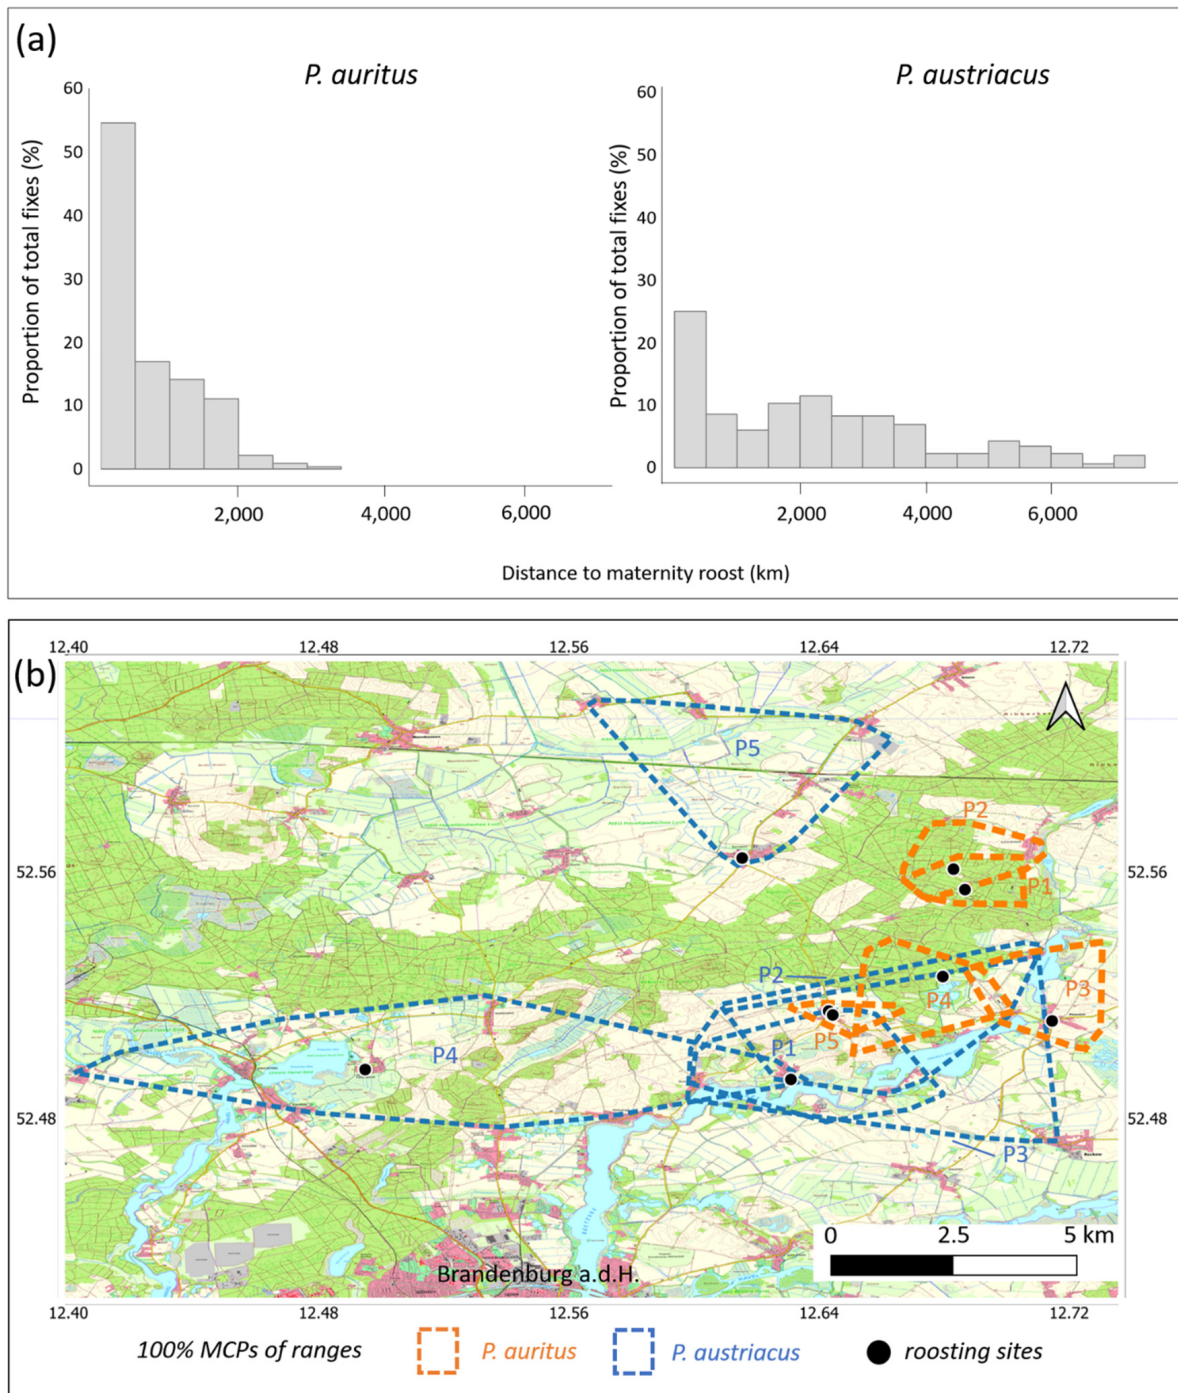 (a)
P. auritus
P. austriacus
Proportion of total fixes (%)
60
50
40
30
20
10
0
2,000
4,000
6,000
Proportion of total fixes (%)
60
50
40
30
20
10
0
2,000
4,000
6,000
Distance to maternity roost (km)
(b)
12.40
12.48
12.56
12.64
12.72
P5
P2
P1
52.56
52.56
P2
P3
P4
P5
P1
P4
52.48
52.48
P3
0
2.5
5 km
Brandenburg a.d.H.
12.40
12.48
12.56
12.64
12.72
100% MCPs of ranges
P. auritus
P. austriacus
roosting sites